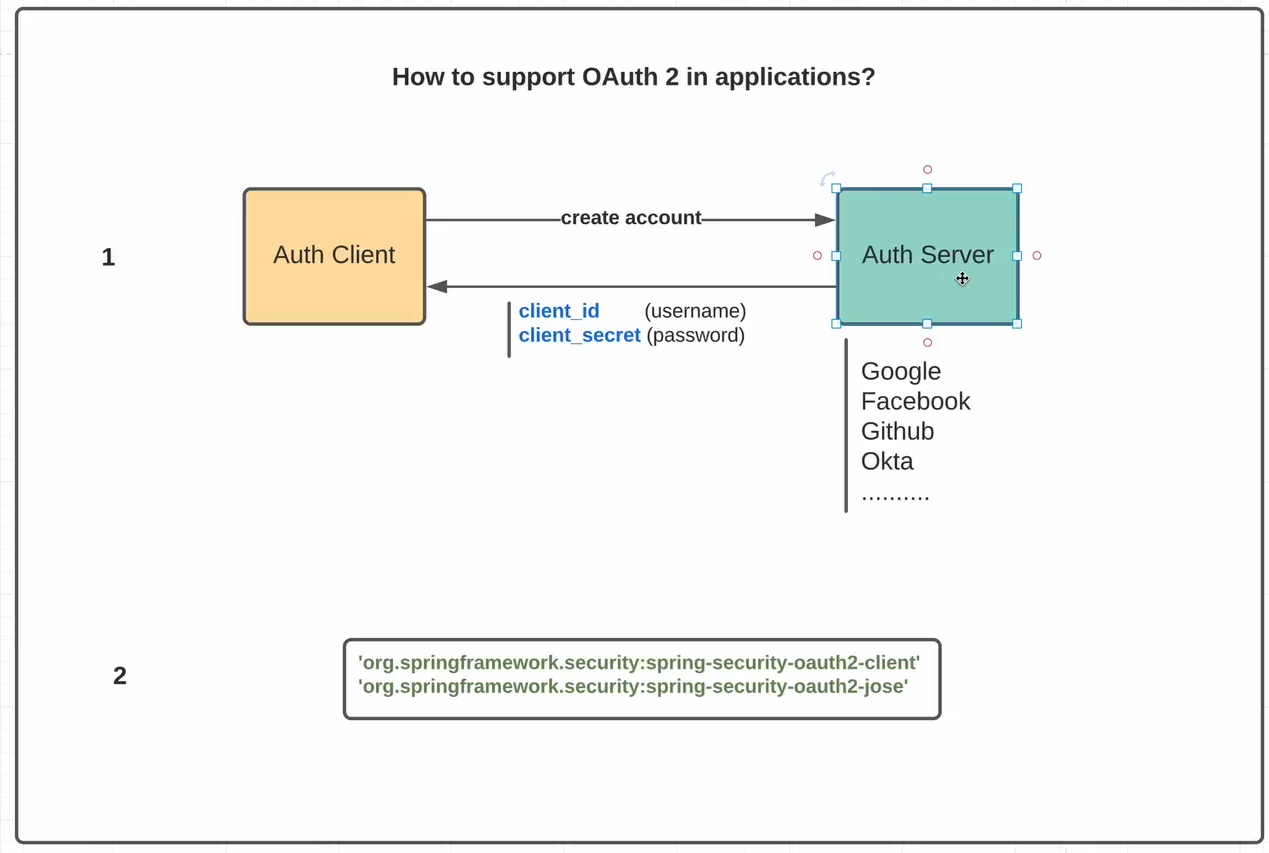 How to support OAuth 2 in applications?
1
Auth Client
create account
Auth Server
client_id (username)
client_secret (password)
Google
Facebook
Github
Okta
..........
2
'org.springframework.security:spring-security-oauth2-client'
'org.springframework.security:spring-security-oauth2-jose'